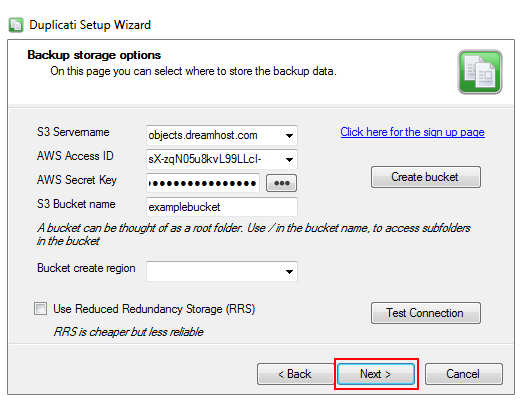 Duplicati Setup Wizard
Backup storage options
On this page you can select where to store the backup data.
S3 Servername
objects.dreamhost.com
Click here for the sign up page
AWS Access ID
sX-zqN05u8kvL99LLcI-
AWS Secret Key
Create bucket
S3 Bucket name
examplebucket
A bucket can be thought of as a root folder. Use / in the bucket name, to access subfolders
in the bucket
Bucket create region
Use Reduced Redundancy Storage (RRS)
Test Connection
RRS is cheaper but less reliable
< Back
Next >
Cancel